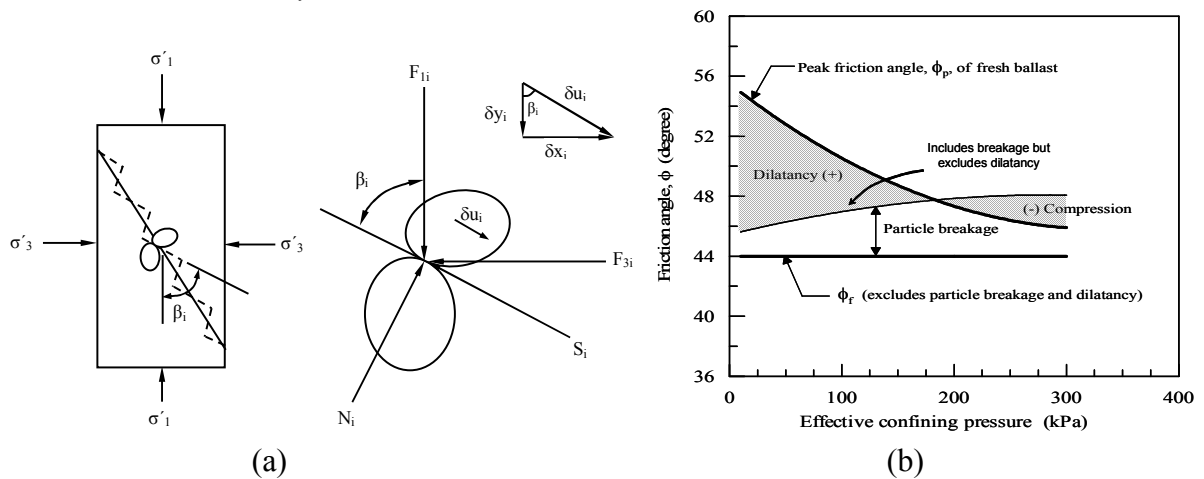 σ´1
σ´3
σ´3
βi
σ´1
F1i
βi
δui
F3i
Si
Ni
δyi
βi
δui
δxi
(a)
Friction angle, ϕ (degree)
60
56
52
48
44
40
36
Peak friction angle, ϕp, of fresh ballast
Includes breakage but
excludes dilatancy
Dilatancy (+)
(-) Compression
Particle breakage
ϕf (excludes particle breakage and dilatancy)
0
100
200
300
400
Effective confining pressure (kPa)
(b)